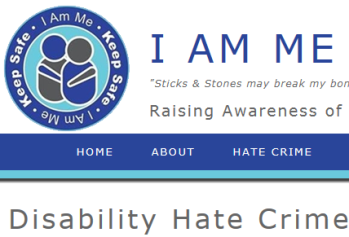 · I Am Me · Keep Safe · I Am Me · Keep Safe
I AM ME
"Sticks & Stones may break my bon
Raising Awareness of
HOME ABOUT HATE CRIME
Disability Hate Crime